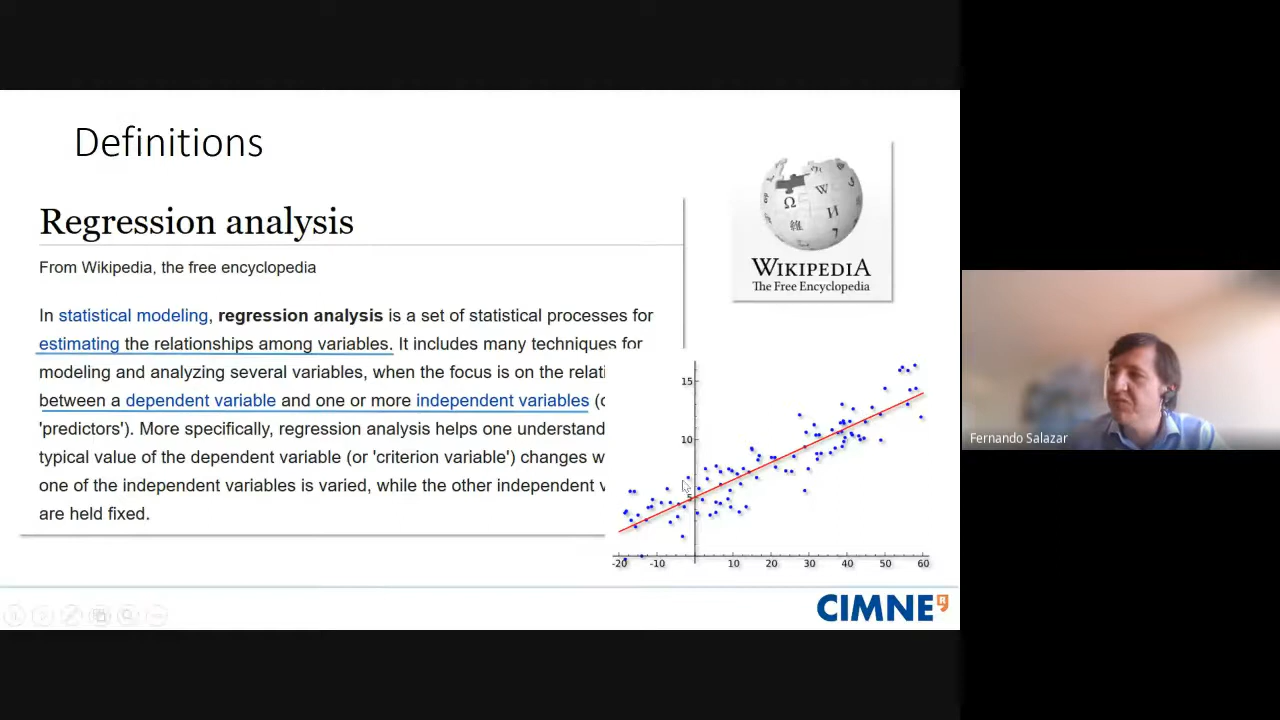 Definitions
Regression analysis
From Wikipedia, the free encyclopedia
In statistical modeling, regression analysis is a set of statistical processes for
estimating the relationships among variables. It includes many techniques for
modeling and analyzing several variables, when the focus is on the relati
between a dependent variable and one or more independent variables (
'predictors'). More specifically, regression analysis helps one understand
typical value of the dependent variable (or 'criterion variable') changes w
one of the independent variables is varied, while the other independent v
are held fixed.
WIKIPEDIA
The Free Encyclopedia
15
10
5
-20 -10 10 20 30 40 50 60
CIMNE
Fernando Salazar